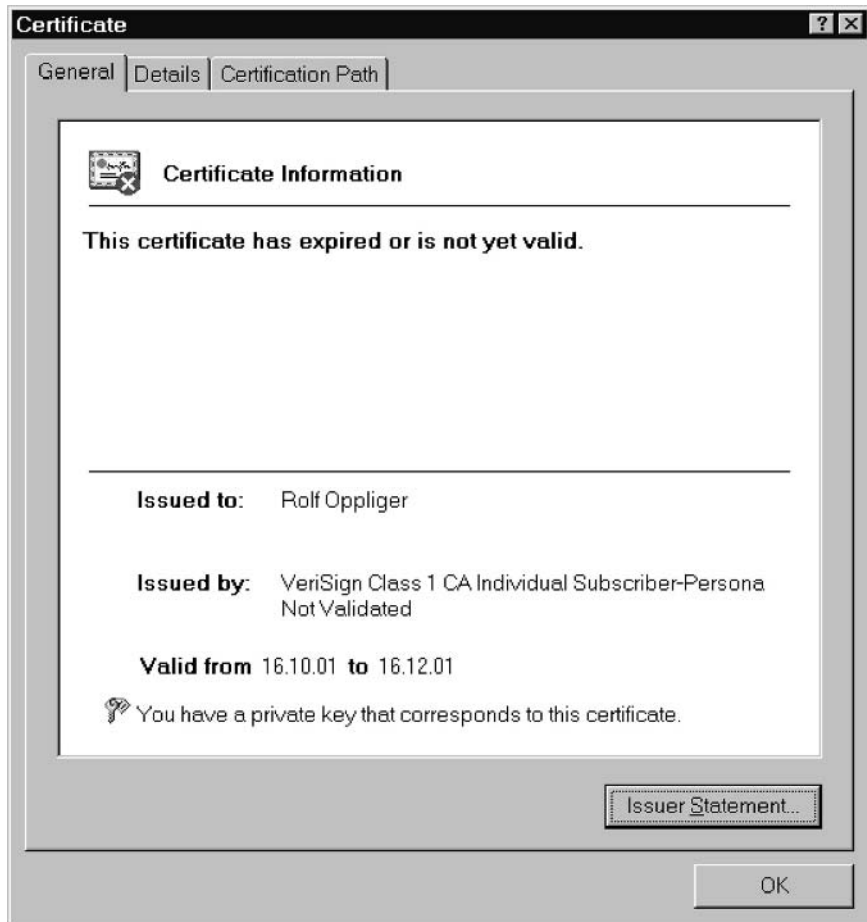 Certificate
General Details Certification Path
Certificate Information
This certificate has expired or is not yet valid.
Issued to: Rolf Oppliger
Issued by: VeriSign Class 1 CA Individual Subscriber-Persona
Not Validated
Valid from 16.10.01 to 16.12.01
You have a private key that corresponds to this certificate.
Issuer Statement...
OK